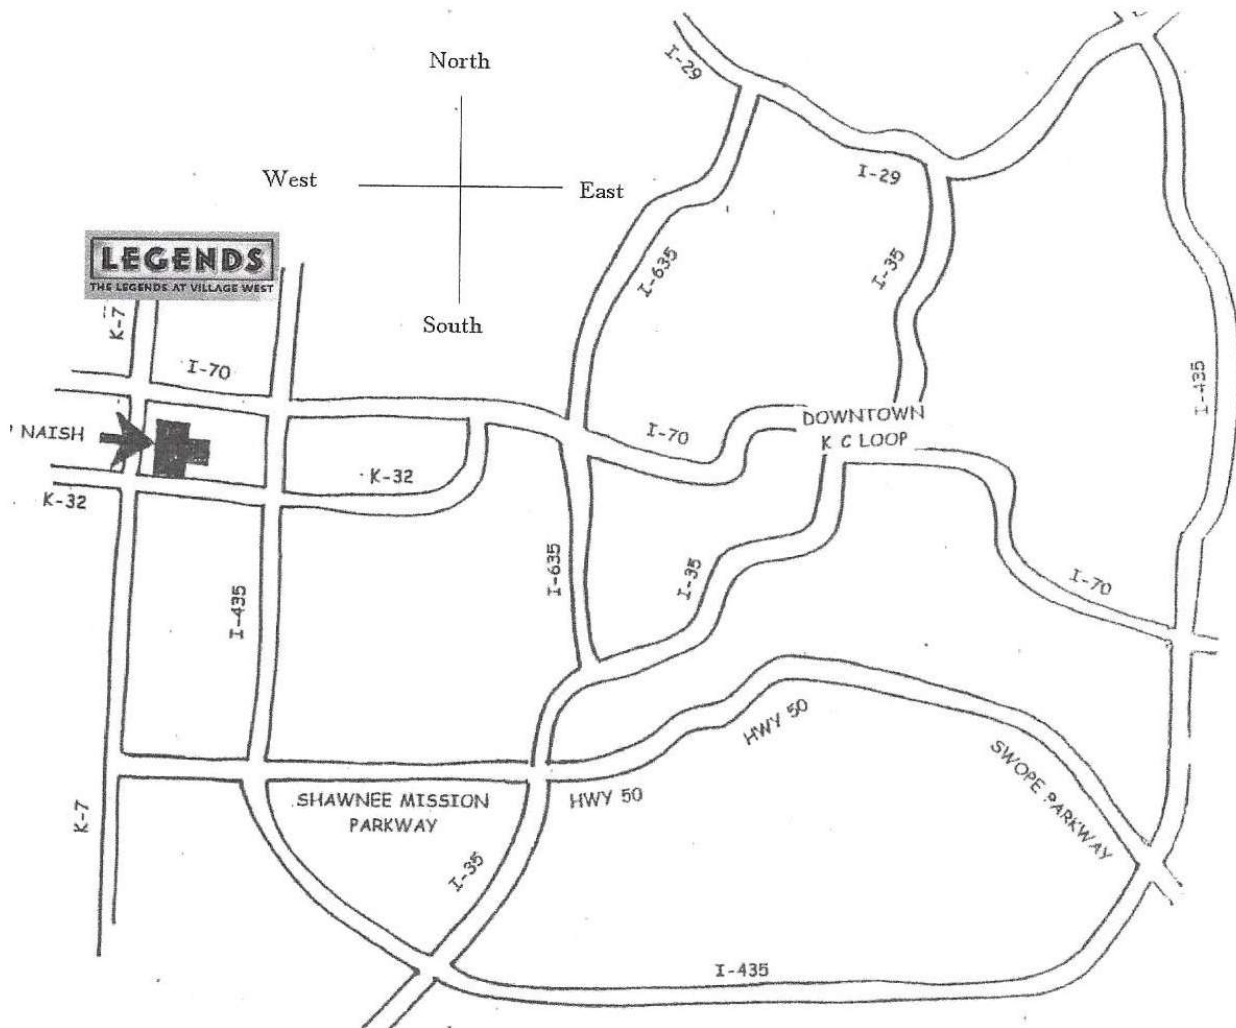 North
I-29
West
East
I-29
LEGENDS
THE LEGENDS AT VILLAGE WEST
I-635
I-35
South
K-7
I-70
I-435
DOWNTOWN
K C LOOP
NAISH
I-70
K-32
K-32
I-635
I-35
I-70
I-435
HWY 50
SWOPE PARKWAY
SHAWNEE MISSION
PARKWAY
HWY 50
K-7
I-35
I-435